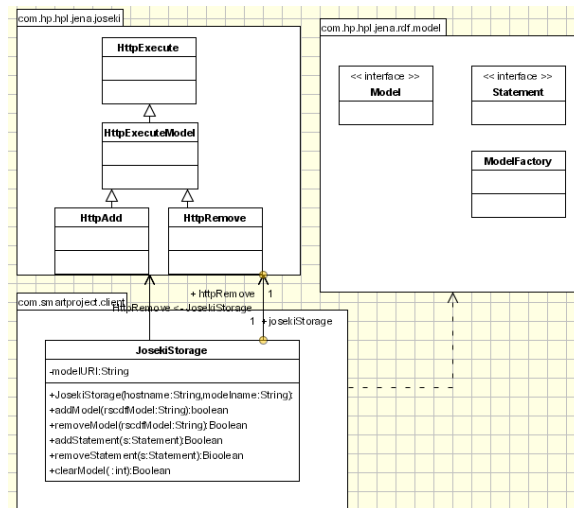 com.hp.hpl.jena.joseki
HttpExecute
HttpExecuteModel
HttpAdd
HttpRemove
com.hp.hpl.jena.rdf.model
<< interface >>
Model
<< interface >>
Statement
ModelFactory
+ httpRemove 1
HttpRemove <- JosekiStorage
1 + josekiStorage
com.smartproject.client
JosekiStorage
-modelURI:String
+JosekiStorage(hostname:String,modelname:String):
+addModel(rscdfModel:String):boolean
+removeModel(rscdfModel:String):Boolean
+addStatement(s:Statement):Boolean
+removeStatement(s:Statement):Bioolean
+clearModel( : int):Boolean